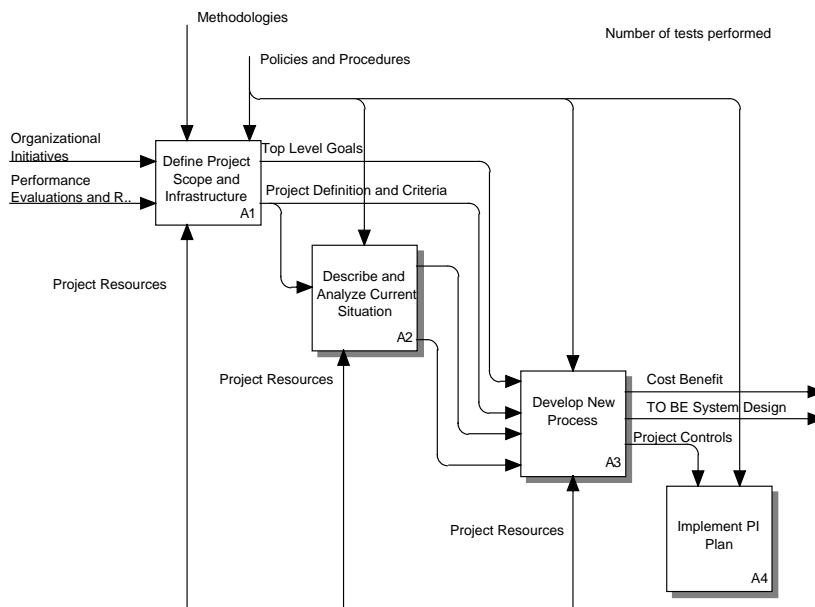 Methodologies
Number of tests performed
Policies and Procedures
Organizational
Initiatives
Performance
Evaluations and R..
Define Project
Scope and
Infrastructure
A1
Top Level Goals
Project Definition and Criteria
Project Resources
Describe and
Analyze Current
Situation
A2
Project Resources
Develop New
Process
A3
Cost Benefit
TO BE System Design
Project Controls
Project Resources
Implement PI
Plan
A4